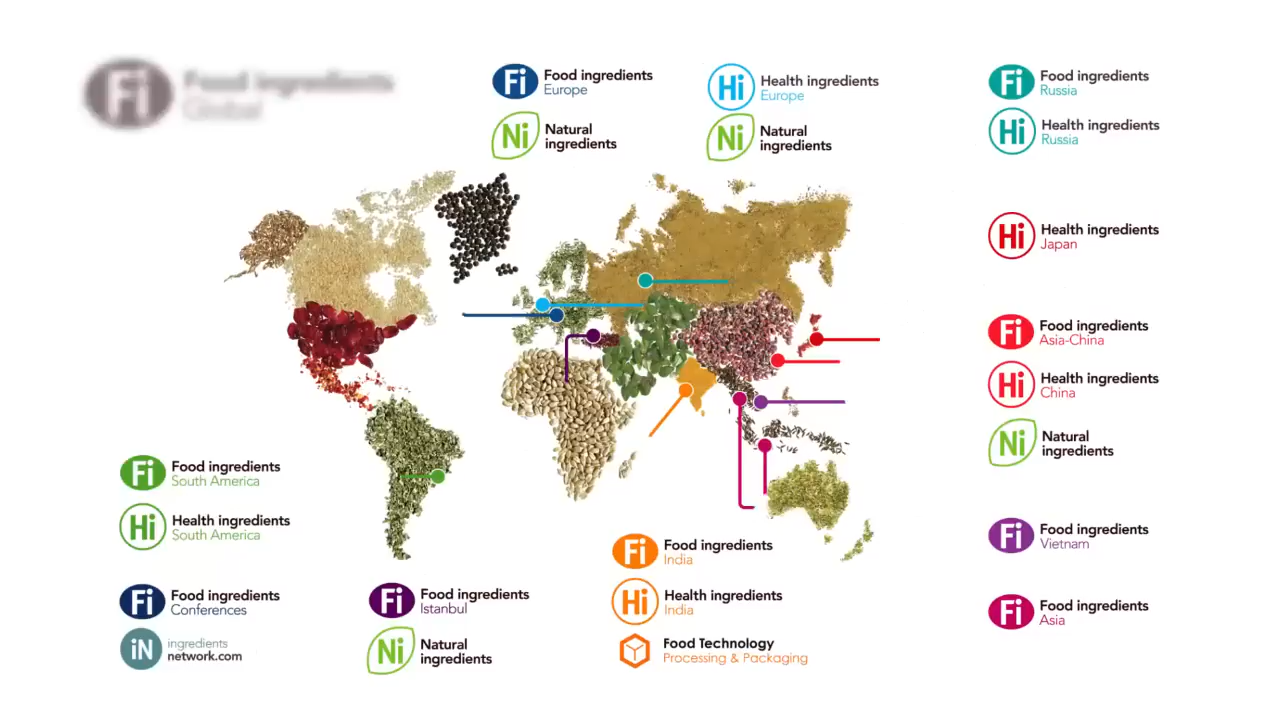 Fi Food ingredients
Global
Fi Food ingredients
Europe
Ni Natural
ingredients
Hi Health ingredients
Europe
Ni Natural
ingredients
Fi Food ingredients
Russia
Hi Health ingredients
Russia
Hi Health ingredients
Japan
Fi Food ingredients
Asia-China
Hi Health ingredients
China
Ni Natural
ingredients
Fi Food ingredients
Vietnam
Fi Food ingredients
Asia
Fi Food ingredients
South America
Hi Health ingredients
South America
Fi Food ingredients
Conferences
iN ingredients
network.com
Fi Food ingredients
Istanbul
Ni Natural
ingredients
Fi Food ingredients
India
Hi Health ingredients
India
Food Technology
Processing & Packaging